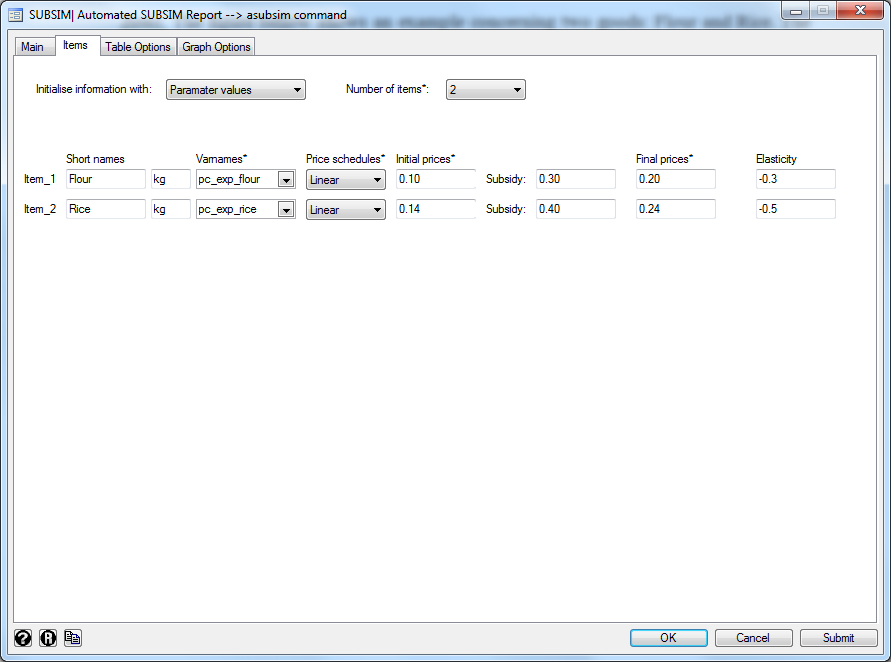 SUBSIM| Automated SUBSIM Report --> asubsim command
Main Items Table Options Graph Options
Initialise information with: Paramater values Number of items*: 2
Short names Varnames* Price schedules* Initial prices* Final prices* Elasticity
Item_1 Flour kg pc_exp_flour Linear 0.10 Subsidy: 0.30 0.20 -0.3
Item_2 Rice kg pc_exp_rice Linear 0.14 Subsidy: 0.40 0.24 -0.5
? R OK Cancel Submit